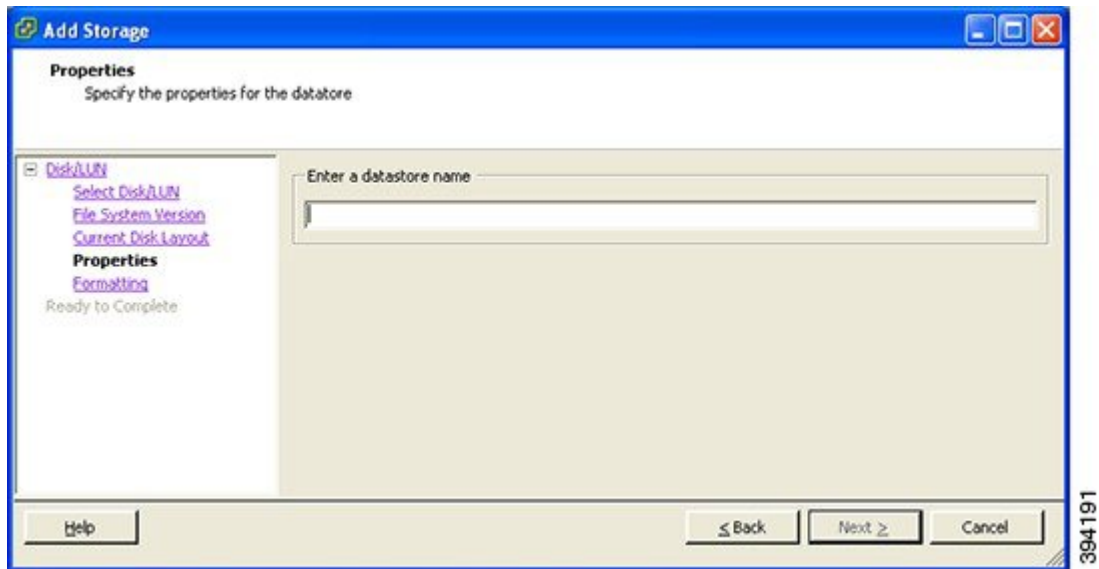 Add Storage
Properties
Specify the properties for the datatore
Disk/LUN
Select Disk/LUN
File System Version
Current Disk Layout
Properties
Formatting
Ready to Complete
Enter a datastore name
Help
≤ Back
Next ≥
Cancel
394191